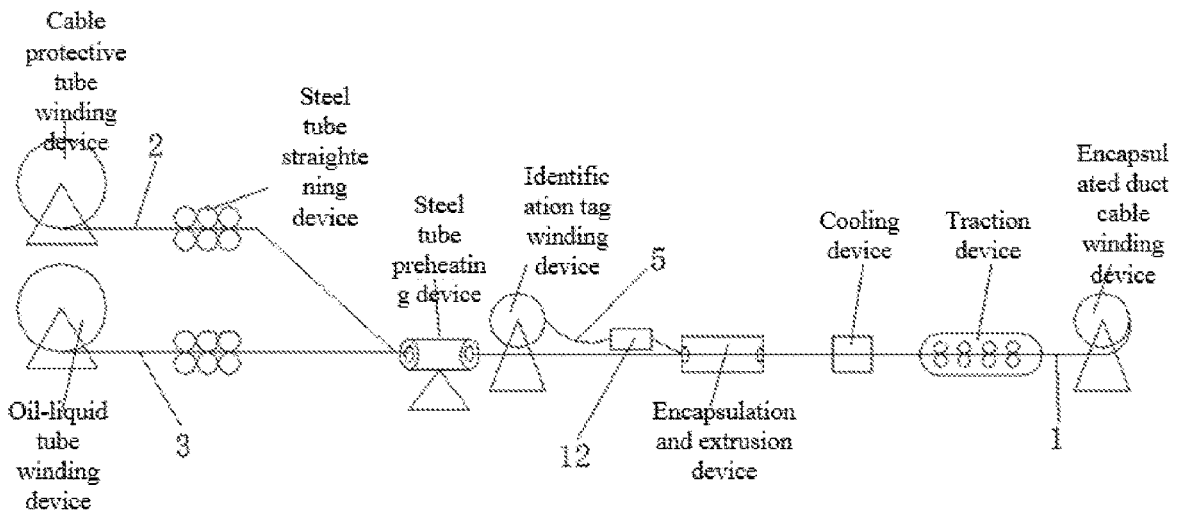 Cable
protective
tube
winding
device
2
Steel
tube
straighte
ning
device
Steel
tube
preheatin
g device
Identific
ation tag
winding
device
5
Cooling
device
Traction
device
Encapsul
ated duct
cable
winding
device
Oil-liquid
tube
winding
device
3
12
Encapsulation
and extrusion
device
1